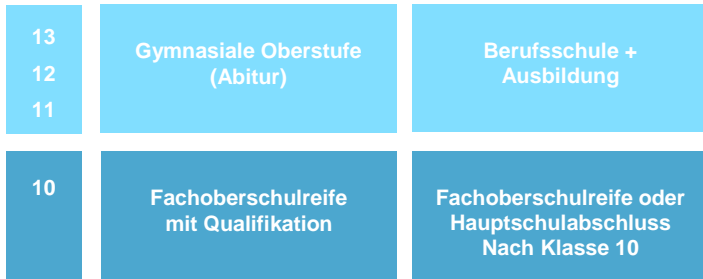 13
12
11
Gymnasiale Oberstufe
(Abitur)
Berufsschule +
Ausbildung
10
Fachoberschulreife
mit Qualifikation
Fachoberschulreife oder
Hauptschulabschluss
Nach Klasse 10